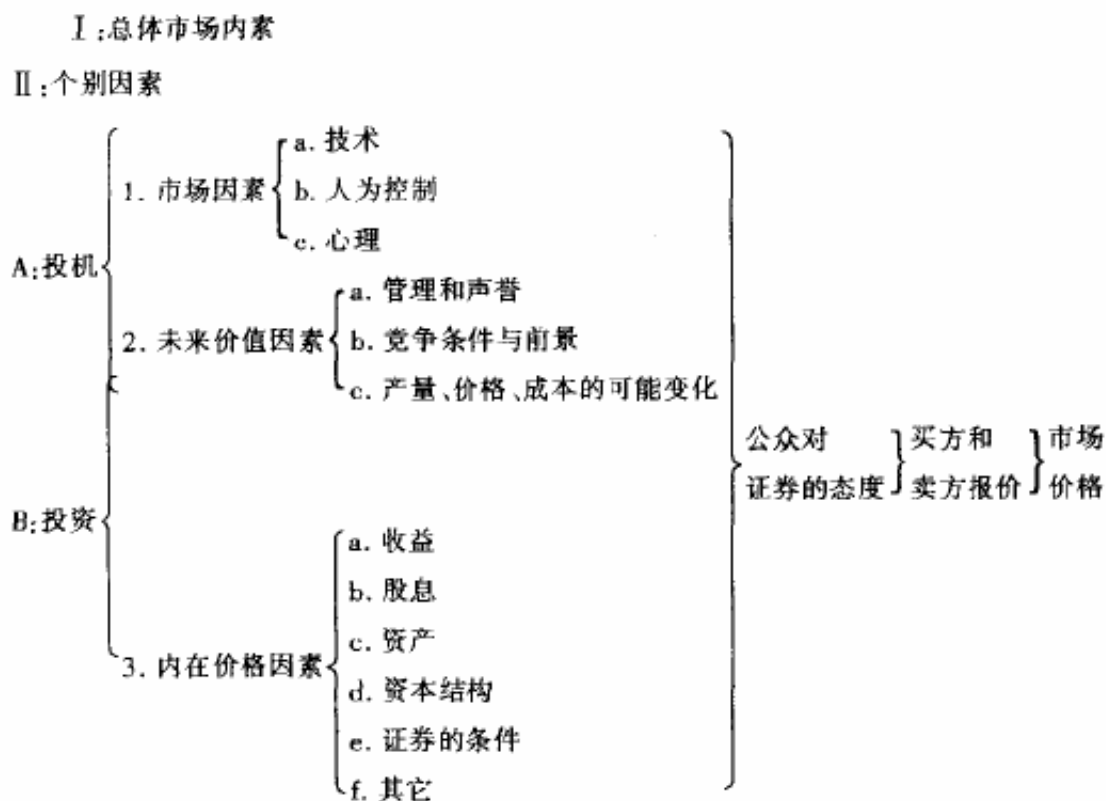 Ⅰ:总体市场内素
Ⅱ:个别因素
a. 技术
1. 市场因素
b. 人为控制
c. 心理
A:投机
a. 管理和声誉
2. 未来价值因素
b. 竞争条件与前景
c. 产量、价格、成本的可能变化
公众对
证券的态度
买方和
卖方报价
市场
价格
B:投资
a. 收益
b. 股息
c. 资产
3. 内在价格因素
d. 资本结构
e. 证券的条件
f. 其它